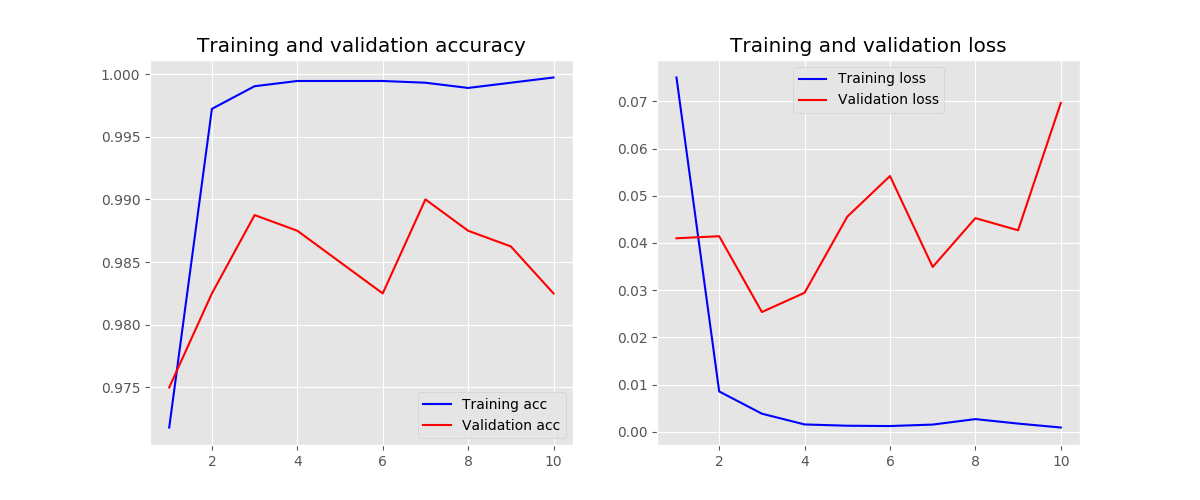 Training and validation accuracy
1.000
0.995
0.990
0.985
0.980
0.975
2 4 6 8 10
Training acc
Validation acc
Training and validation loss
0.07
0.06
0.05
0.04
0.03
0.02
0.01
0.00
2 4 6 8 10
Training loss
Validation loss